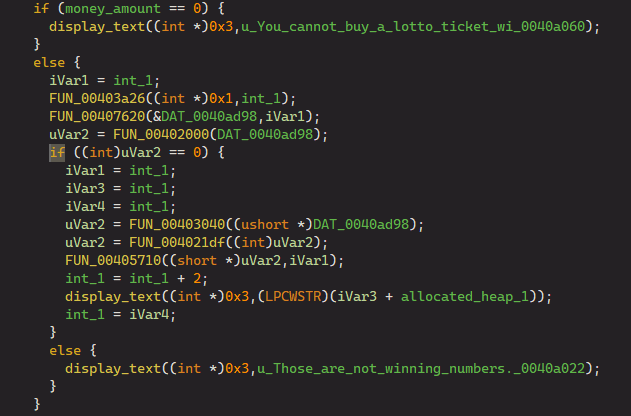 if (money_amount == 0) {
display_text((int *)0x3,u_You_cannot_buy_a_lotto_ticket_wi_0040a060);
}
else {
iVar1 = int_1;
FUN_00403a26((int *)0x1,int_1);
FUN_00407620(&DAT_0040ad98,iVar1);
uVar2 = FUN_00402000(DAT_0040ad98);
if ((int)uVar2 == 0) {
iVar1 = int_1;
iVar3 = int_1;
iVar4 = int_1;
uVar2 = FUN_00403040((ushort *)DAT_0040ad98);
uVar2 = FUN_004021df((int)uVar2);
FUN_00405710((short *)uVar2,iVar1);
int_1 = int_1 + 2;
display_text((int *)0x3,(LPCWSTR)(iVar3 + allocated_heap_1));
int_1 = iVar4;
}
else {
display_text((int *)0x3,u_Those_are_not_winning_numbers._0040a022);
}
}